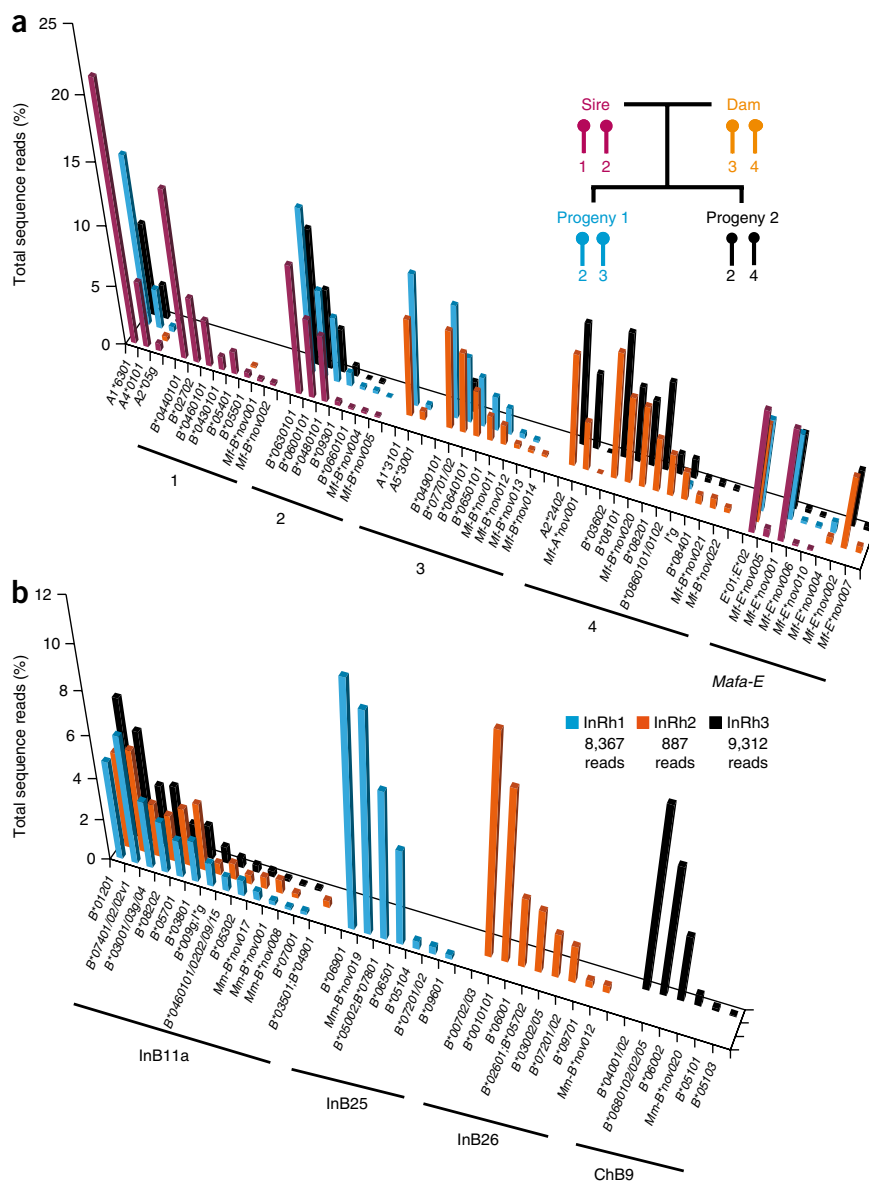 a
25
20
15
10
5
0
Total sequence reads (%)
Sire
Dam
1 2
3 4
Progeny 1
Progeny 2
2 3
2 4
A1*6301
A4*0101
A2*05g
B*0440101
B*02702
B*0460101
B*0430101
B*05401
B*05501
Mf-B*nov001
Mf-B*nov002
B*0630101
B*0600101
B*0480101
B*09301
B*0660101
Mf-B*nov004
Mf-B*nov005
A1*3101
A5*3001
B*0490101
B*07701/02
B*0640101
B*0650101
Mf-B*nov011
Mf-B*nov012
Mf-B*nov013
Mf-B*nov014
A2*2402
Mf-A*nov001
B*03602
B*08101
Mf-B*nov020
B*08201
B*0860101/0102
I*g
B*08401
Mf-B*nov021
Mf-B*nov022
E*01;E*02
Mf-E*nov005
Mf-E*nov001
Mf-E*nov006
Mf-E*nov010
Mf-E*nov004
Mf-E*nov002
Mf-E*nov007
1
2
3
4
Mafa-E
b
12
10
8
6
4
2
0
Total sequence reads (%)
InRh1
8,367
reads
InRh2
887
reads
InRh3
9,312
reads
B*01201
B*07401/02/02v1
B*03001/03g/04
B*08202
B*05701
B*03801
B*009g;I*g
B*0460101/0202/09/15
B*05302
Mm-B*nov017
Mm-B*nov001
Mm-B*nov008
B*07001
B*03501;B*04901
B*06901
Mm-B*nov019
B*05002;B*07801
B*06501
B*05104
B*07201/02
B*09601
B*00702/03
B*0010101
B*06001
B*02601;B*05702
B*03002/05
B*07201/02
B*09701
Mm-B*nov012
B*04001/02
B*0680102/02/05
B*06002
Mm-B*nov020
B*05101
B*05103
InB11a
InB25
InB26
ChB9